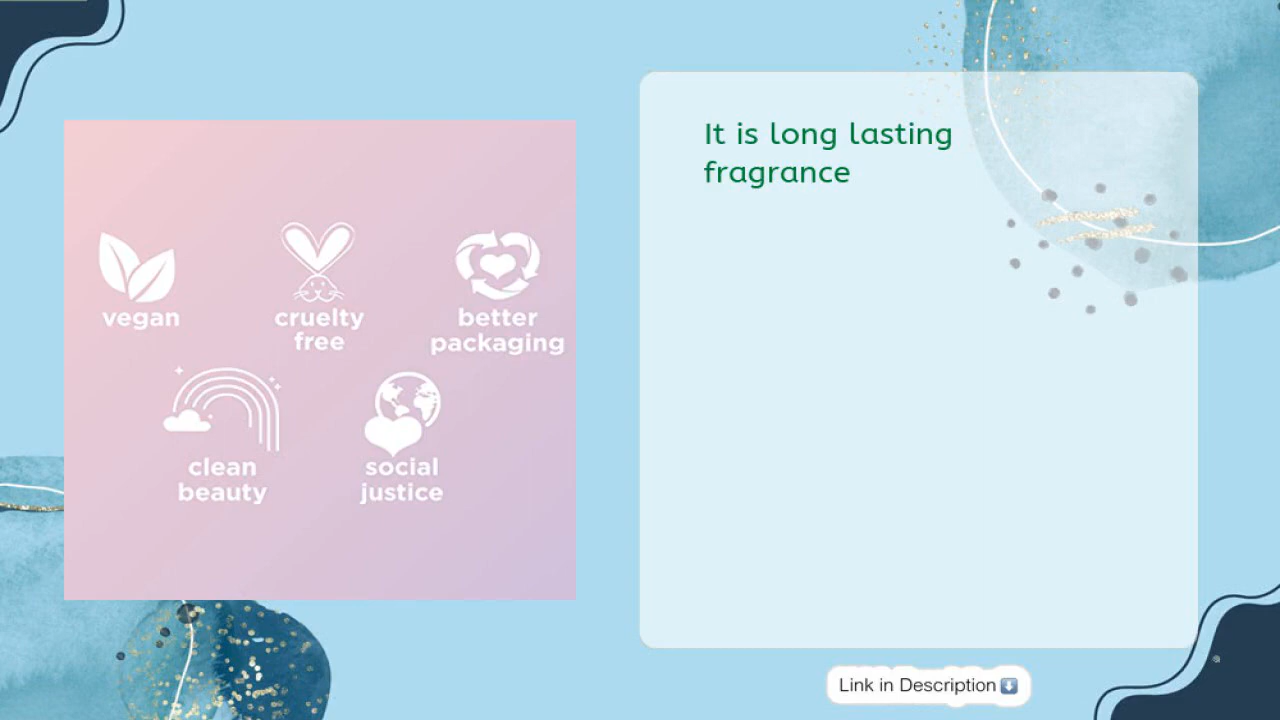 It is long lasting
fragrance
vegan
cruelty
free
better
packaging
clean
beauty
social
justice
Link in Description⬇️